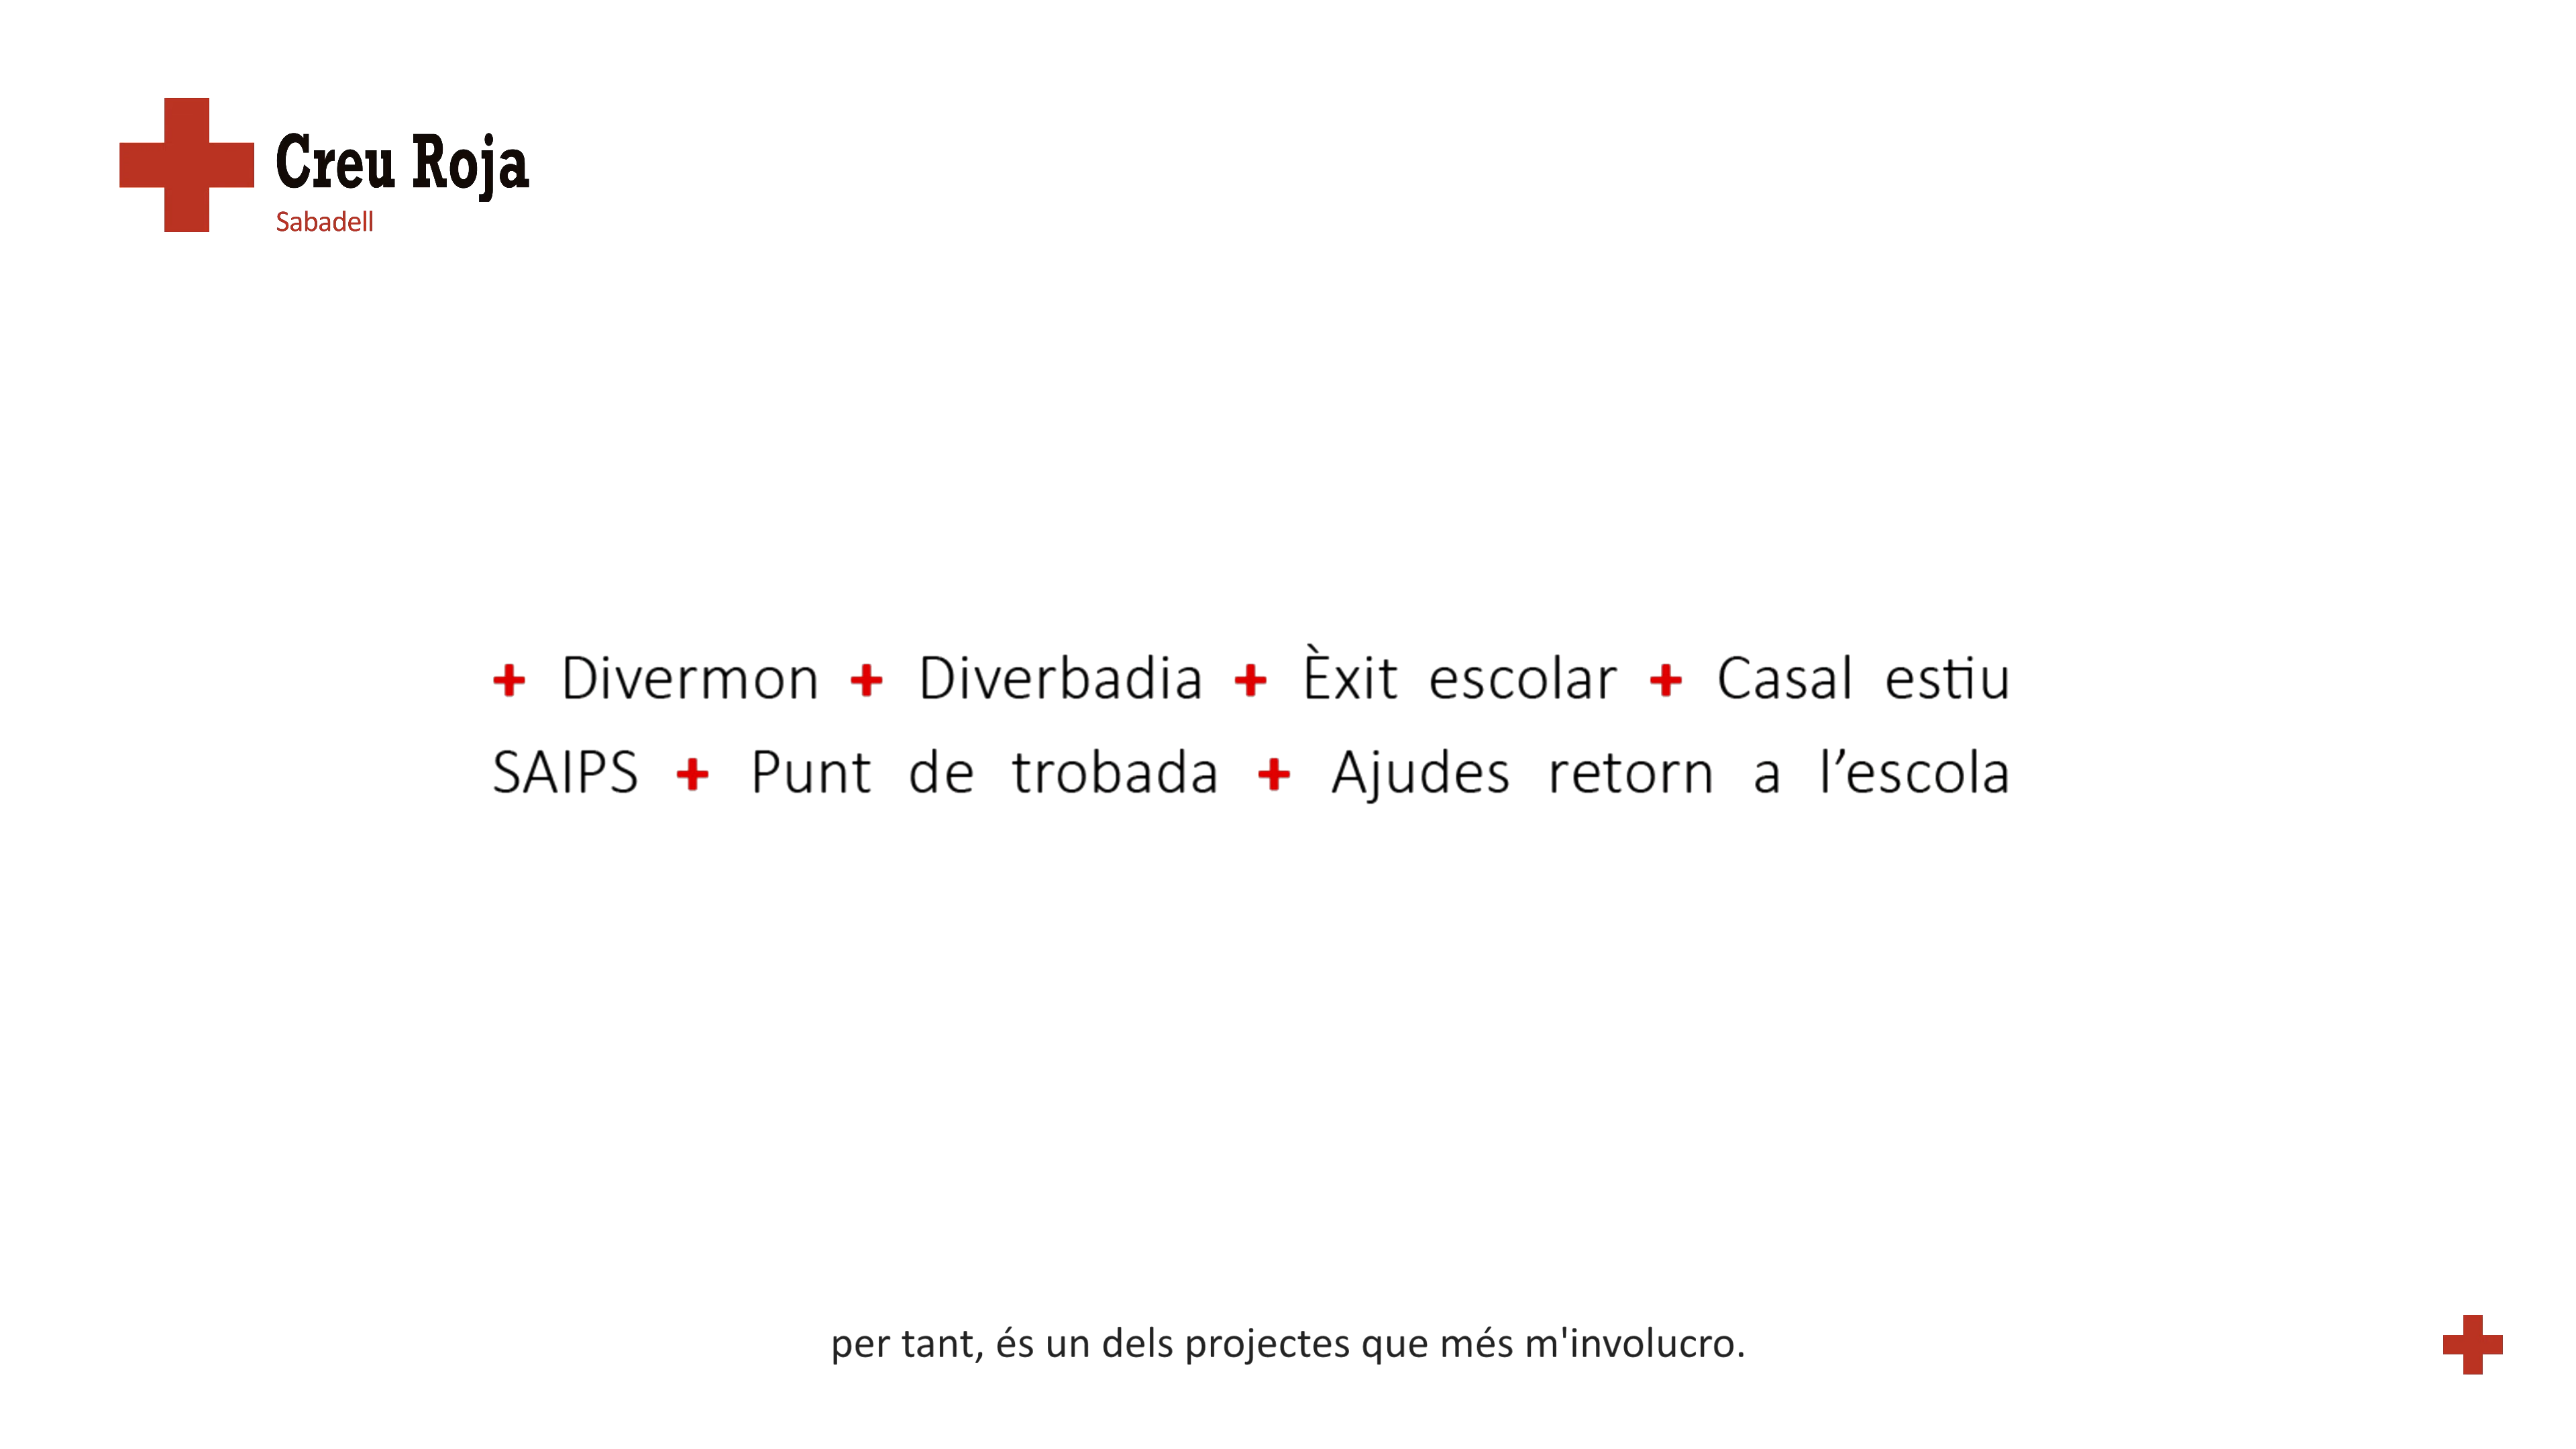 Creu Roja
Sabadell
+ Divermon + Diverbadia + Èxit escolar + Casal estiu
SAIPS + Punt de trobada + Ajudes retorn a l’escola
per tant, és un dels projectes que més m'involucro.